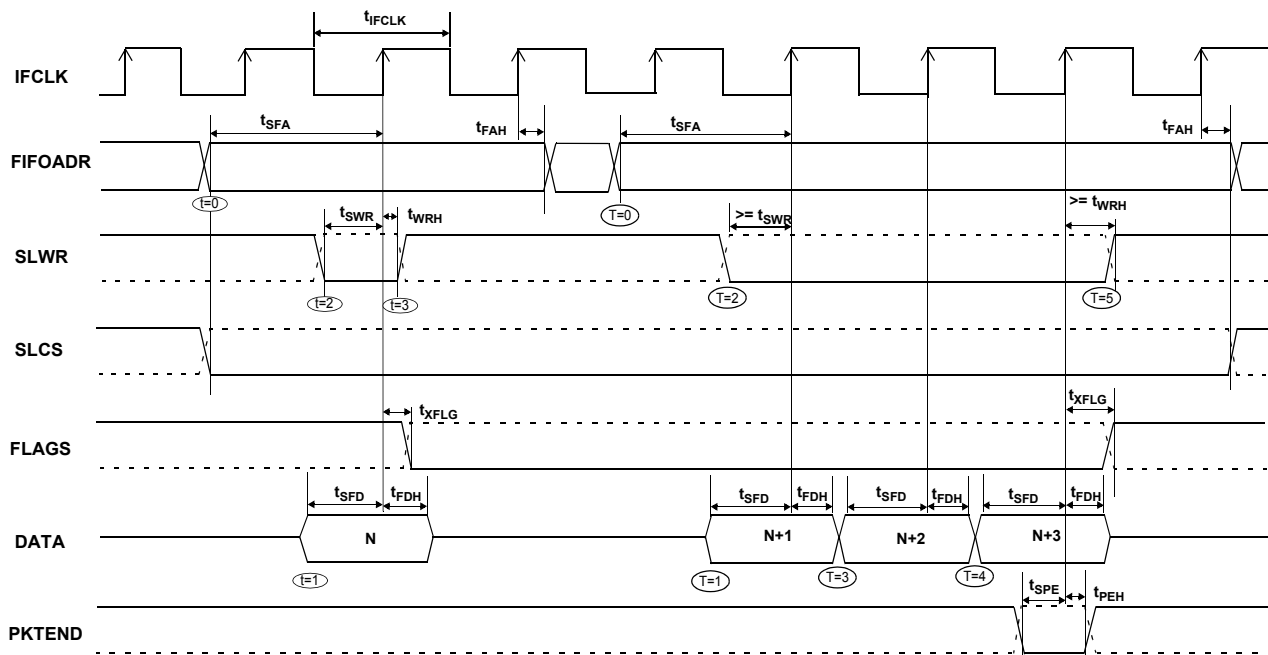 tIFCLK
IFCLK
tSFA
tFAH
tSFA
tFAH
FIFOADR
t=0
tSWR
tWRH
T=0
>= tSWR
>= tWRH
SLWR
t=2
t=3
T=2
T=5
SLCS
tXFLG
tXFLG
FLAGS
tSFD
tFDH
tSFD
tFDH
tSFD
tFDH
tSFD
tFDH
DATA
N
N+1
N+2
N+3
t=1
T=1
T=3
T=4
tSPE
tPEH
PKTEND